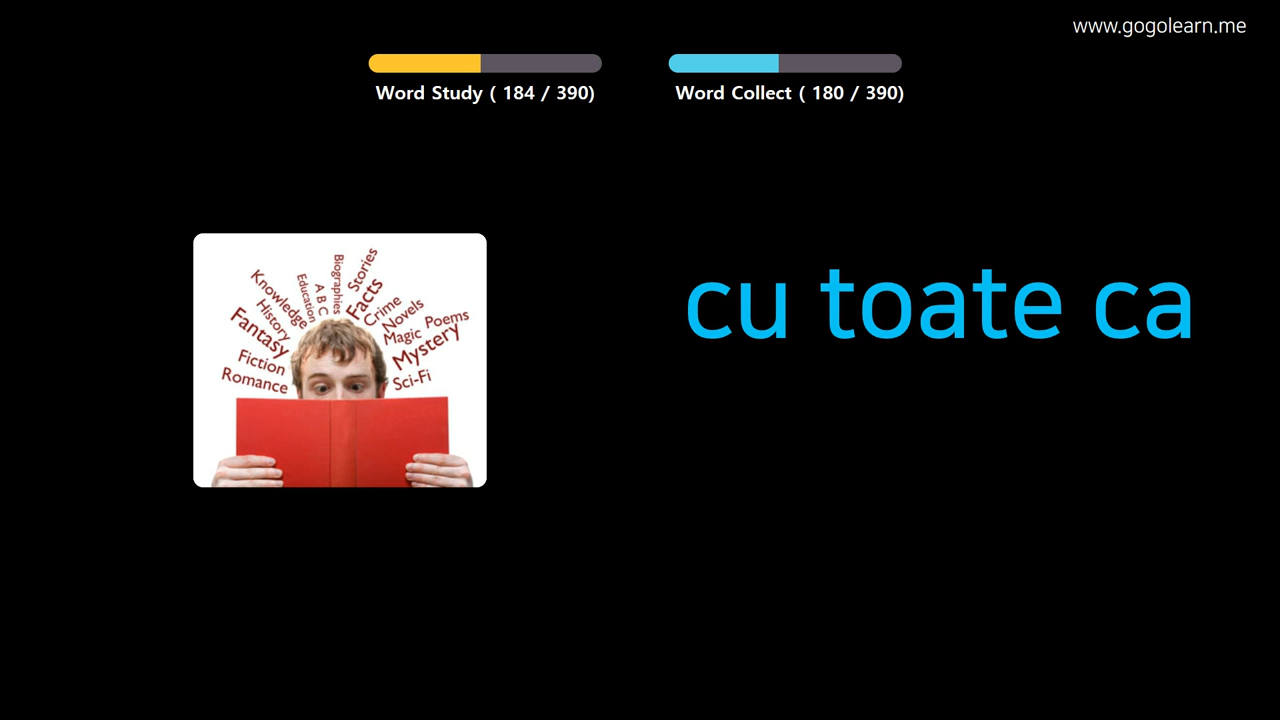 www.gogolearn.me
Word Study ( 184 / 390)
Word Collect ( 180 / 390)
cu toate ca
Stories
Biographies
Facts
A B C
Education
Knowledge
Crime
History
Novels
Fantasy
Magic
Poems
Mystery
Fiction
Romance
Sci-Fi